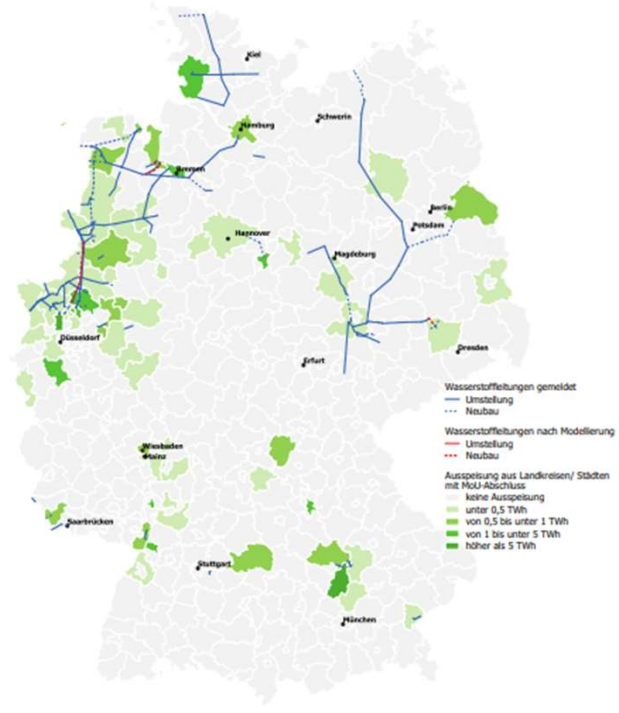 Kiel
Schwerin
Hamburg
Bremen
Berlin
Potsdam
Hannover
Magdeburg
Düsseldorf
Dresden
Erfurt
Wasserstoffleitungen gemeldet
Umstellung
Neubau
Wasserstoffleitungen nach Modellierung
Umstellung
Neubau
Ausspeisung aus Landkreisen/ Städten
mit MoU-Abschluss
keine Ausspeisung
unter 0,5 TWh
von 0,5 bis unter 1 TWh
von 1 bis unter 5 TWh
höher als 5 TWh
Wiesbaden
Mainz
Saarbrücken
Stuttgart
München